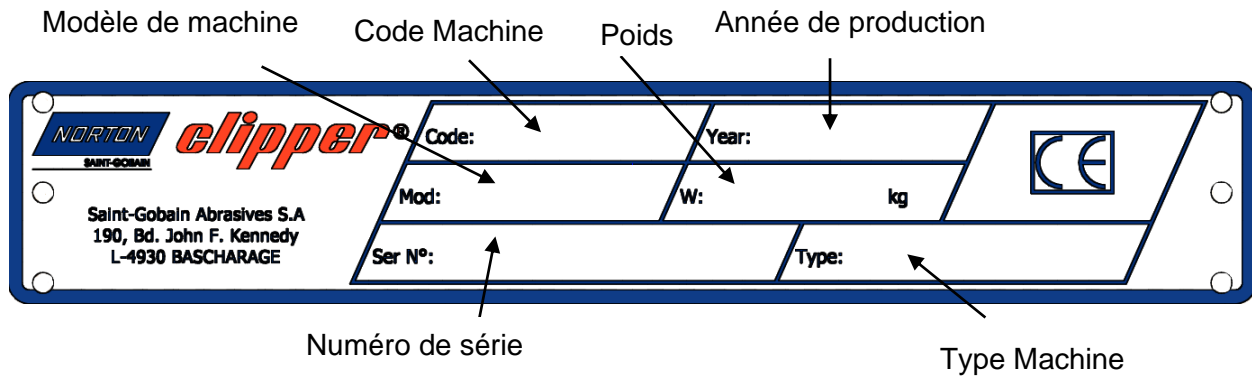 Modèle de machine
Code Machine
Poids
Année de production
NORTON
SAINT-GOBAIN
clipper®
Saint-Gobain Abrasives S.A
190, Bd. John F. Kennedy
L-4930 BASCHARAGE
Code:
Year:
Mod:
W: kg
Ser N°:
Type:
CE
Numéro de série
Type Machine